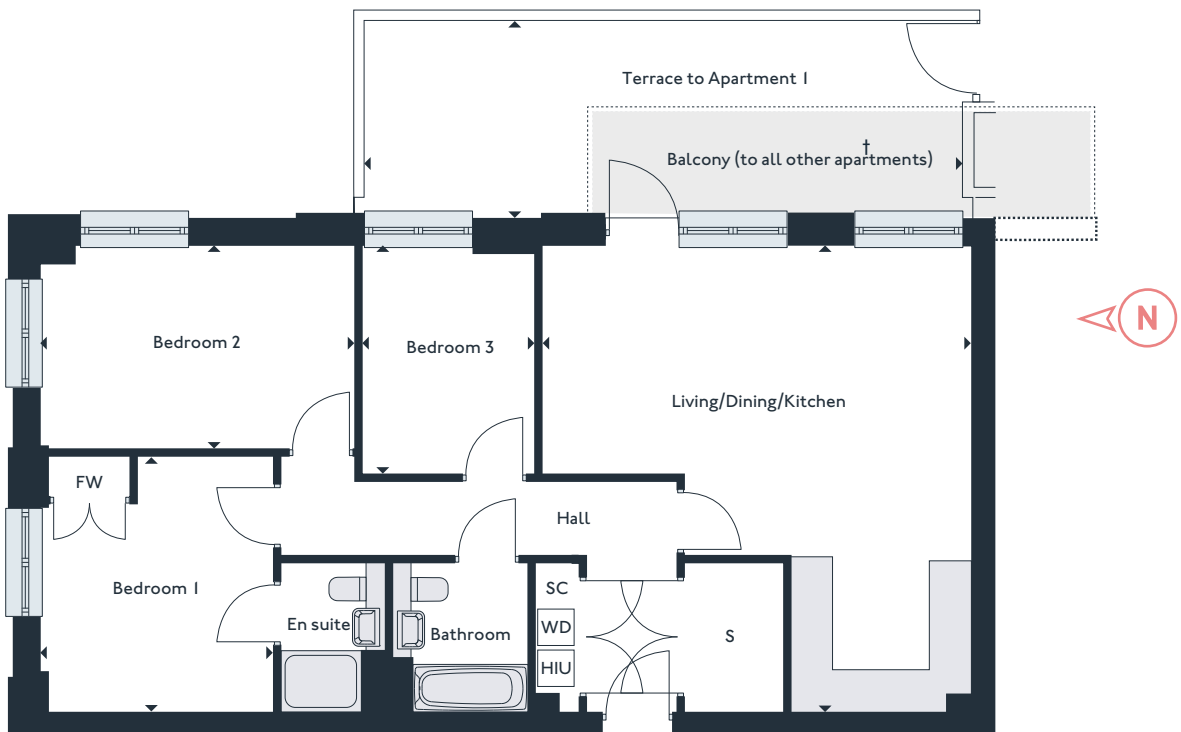 Terrace to Apartment 1
†
Balcony (to all other apartments)
N
Bedroom 2
Bedroom 3
Living/Dining/Kitchen
FW
Hall
Bedroom 1
SC
En suite
WD
Bathroom
S
HIU